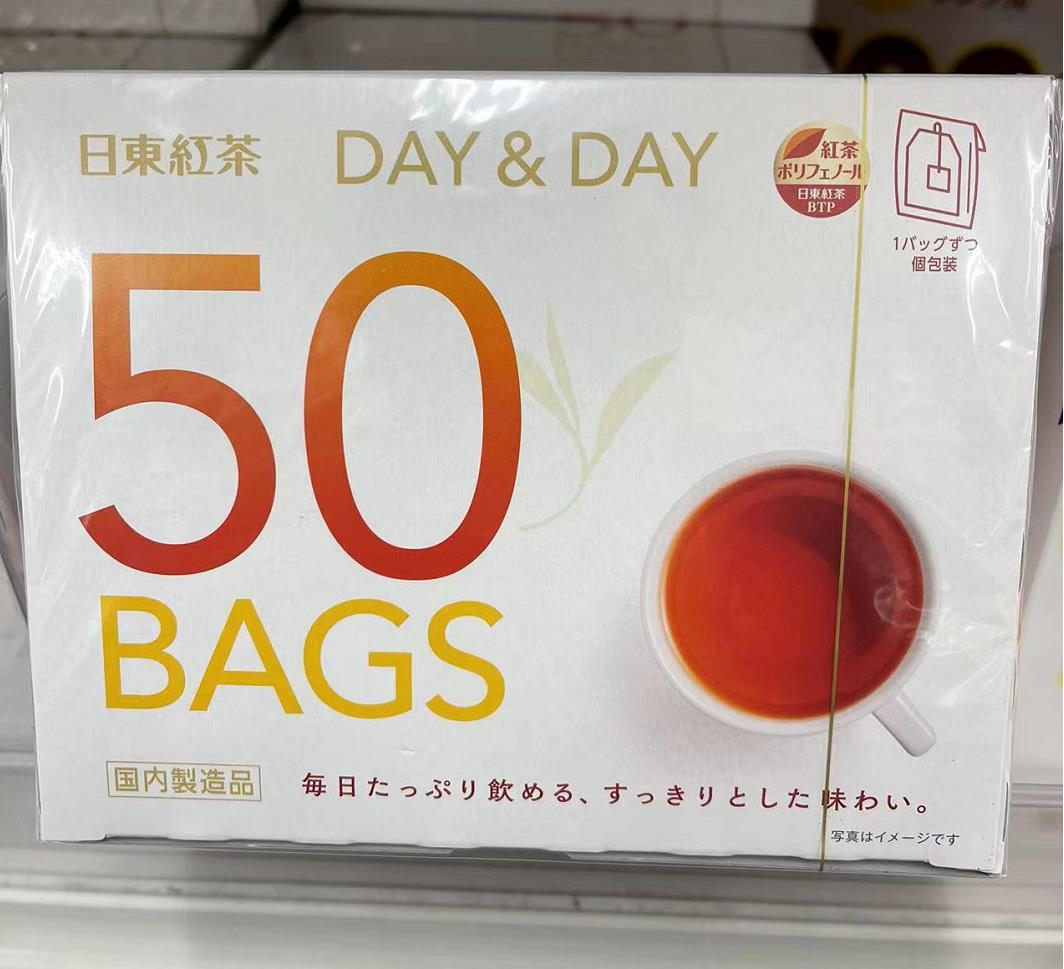 日東紅茶
DAY & DAY
紅茶
ポリフェノール
日東紅茶
BTP
1バッグずつ
個包装
50
BAGS
国内製造品
毎日たっぷり飲める、すっきりとした味わい。
写真はイメージです